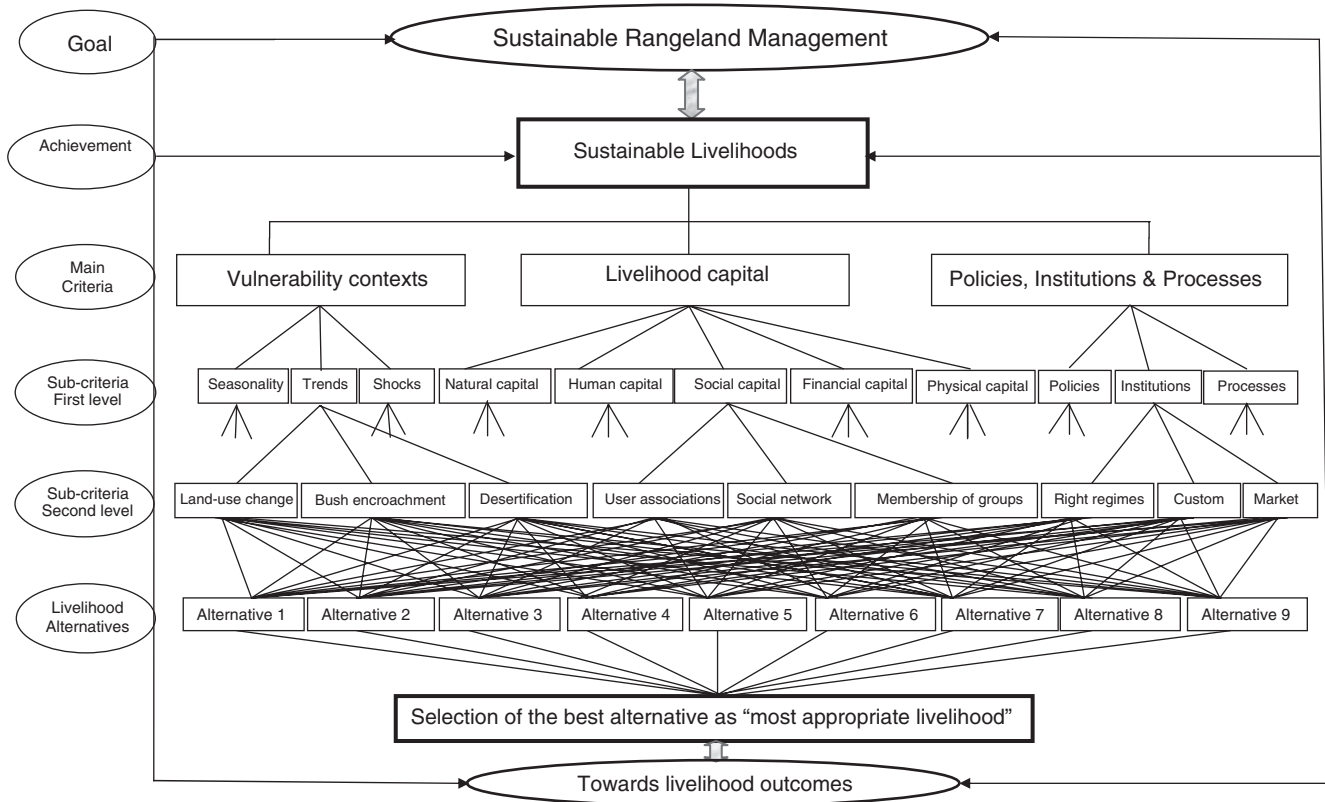 Goal
Sustainable Rangeland Management
Achievement
Sustainable Livelihoods
Main
Criteria
Vulnerability contexts
Livelihood capital
Policies, Institutions & Processes
Sub-criteria
First level
Seasonality
Trends
Shocks
Natural capital
Human capital
Social capital
Financial capital
Physical capital
Policies
Institutions
Processes
Sub-criteria
Second level
Land-use change
Bush encroachment
Desertification
User associations
Social network
Membership of groups
Right regimes
Custom
Market
Livelihood
Alternatives
Alternative 1
Alternative 2
Alternative 3
Alternative 4
Alternative 5
Alternative 6
Alternative 7
Alternative 8
Alternative 9
Selection of the best alternative as “most appropriate livelihood”
Towards livelihood outcomes